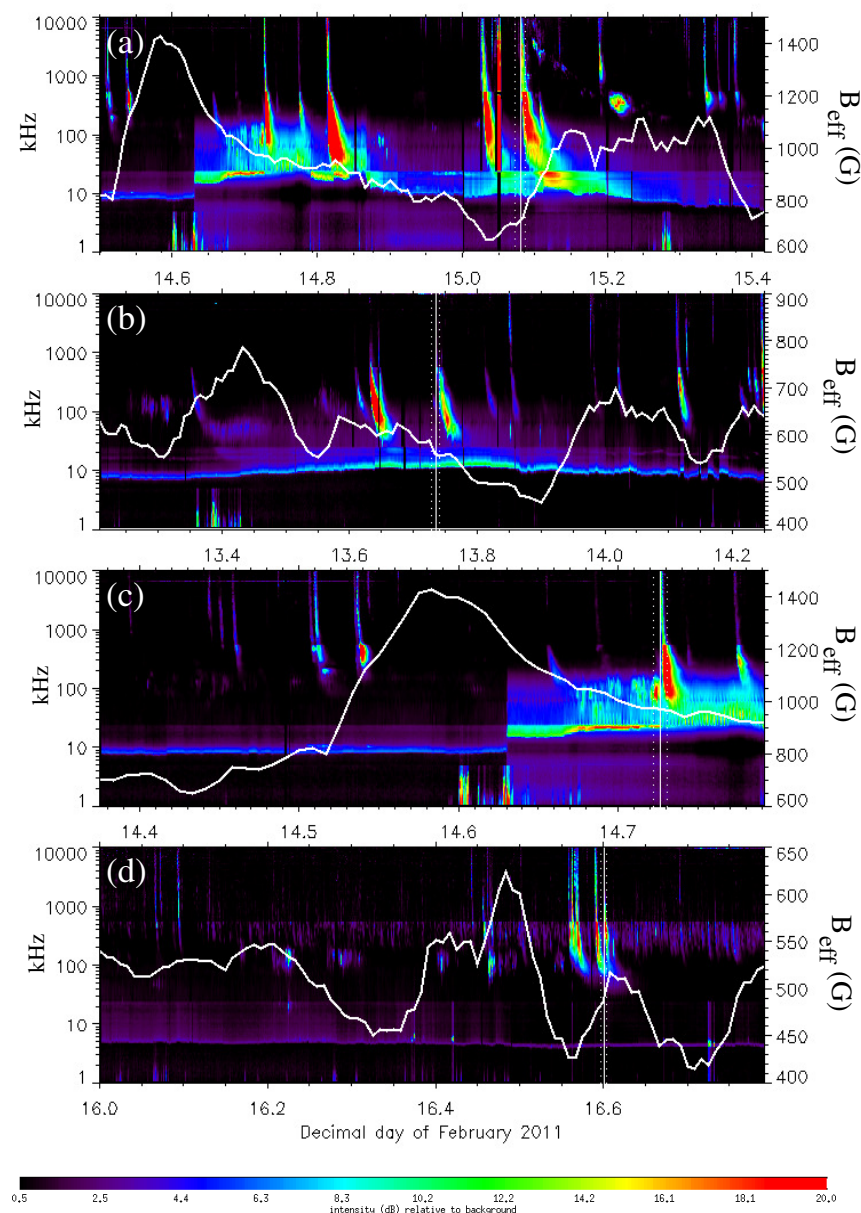 (a)
10000
1000
100
10
1
kHz
1400
1200
1000
800
600
B_eff (G)
14.6 14.8 15.0 15.2 15.4
(b)
10000
1000
100
10
1
kHz
900
800
700
600
500
400
B_eff (G)
13.4 13.6 13.8 14.0 14.2
(c)
10000
1000
100
10
1
kHz
1400
1200
1000
800
600
B_eff (G)
14.4 14.5 14.6 14.7
(d)
10000
1000
100
10
1
kHz
650
600
550
500
450
400
B_eff (G)
16.0 16.2 16.4 16.6
Decimal day of February 2011
0.5 2.5 4.4 6.3 8.3 10.2 12.2 14.2 16.1 18.1 20.0
intensity (dB) relative to background